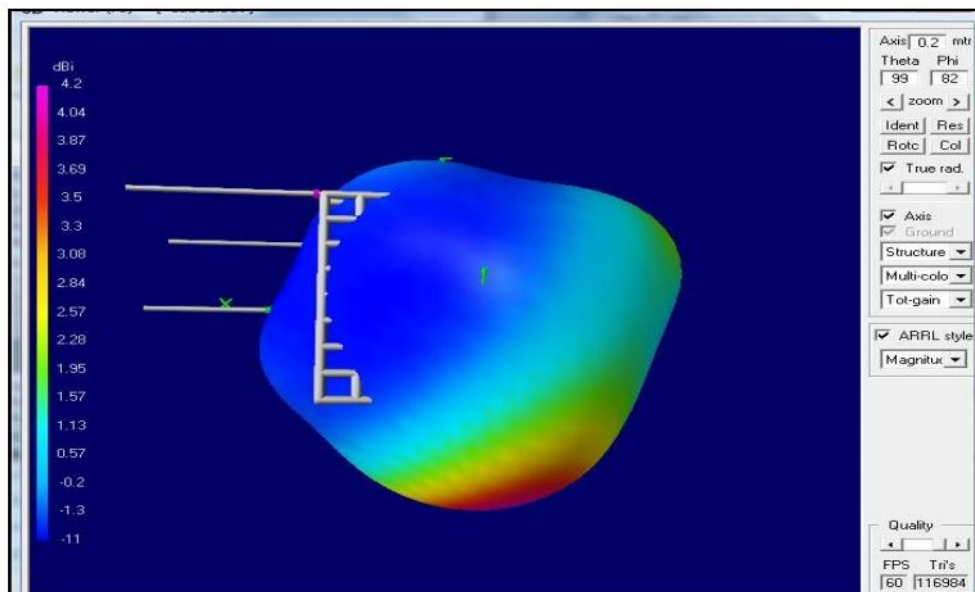 dBi
4.2
4.04
3.87
3.69
3.5
3.3
3.08
2.84
2.57
2.28
1.95
1.57
1.13
0.57
-0.2
-1.3
-11
X
Axis 0.2 mtr
Theta Phi
99 82
< zoom >
Ident Res
Rotc Col
True rad.
Axis
Ground
Structure
Multi-colo
Tot-gain
ARRL style
Magnituc
Quality
FPS Tri's
60 116984